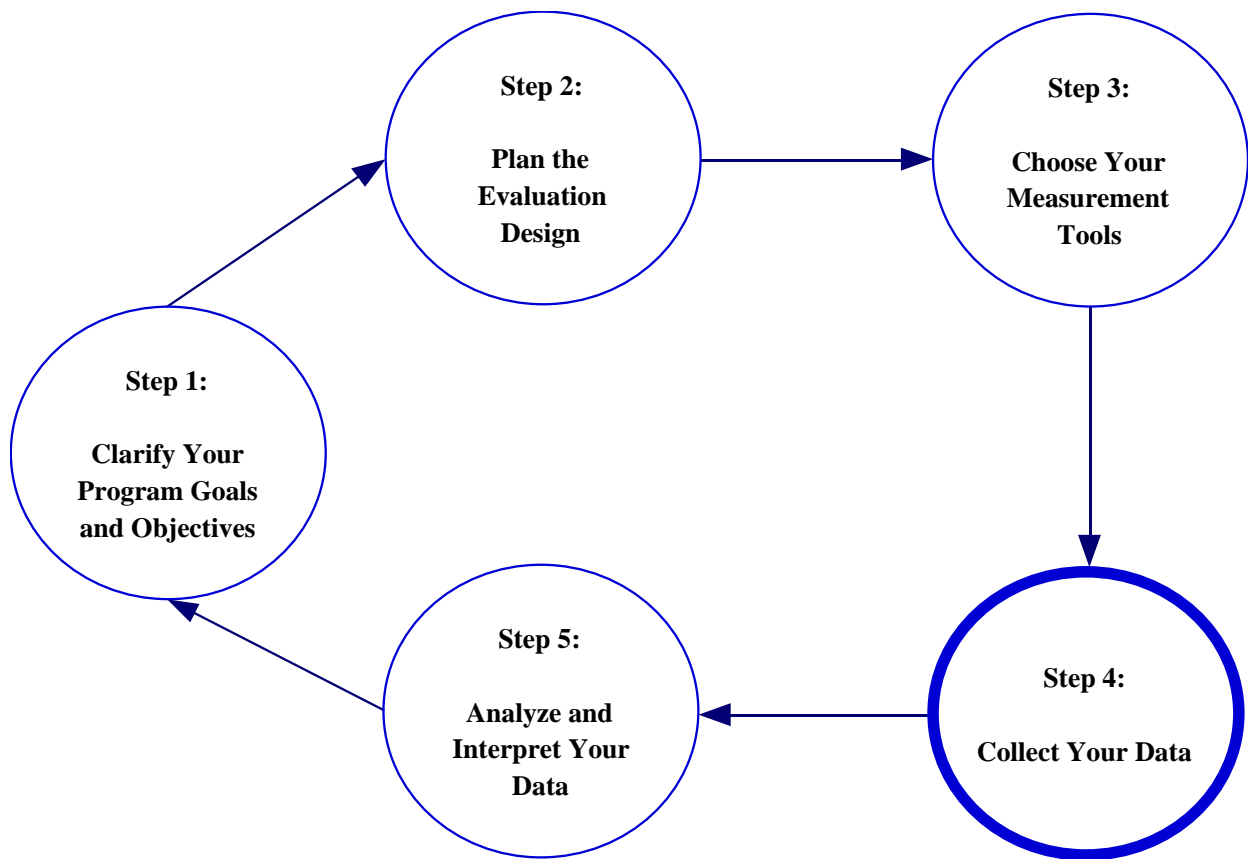 Step 1:
Clarify Your
Program Goals
and Objectives
Step 2:
Plan the
Evaluation
Design
Step 3:
Choose Your
Measurement
Tools
Step 4:
Collect Your Data
Step 5:
Analyze and
Interpret Your
Data